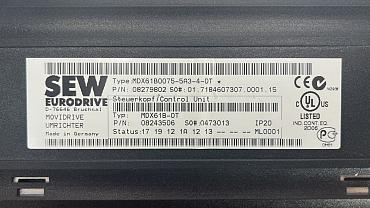 SEW
EURODRIVE
D-76646 Bruchsal
MOVIDRIVE
UMRICHTER
Made in Germany
Type: MDX61B0075-5A3-4-0T *
P/N: 08279802 SO#: 01.7184607307.0001.15
Steuerkopf/Control Unit
Typ: MDX61B-0T
P/N: 08243506 SO# 0473013 IP20
Status: 17 19 12 1A 12 13 -- -- -- ML0001
UL
LISTED
IND.CONT.EQ.
2D06